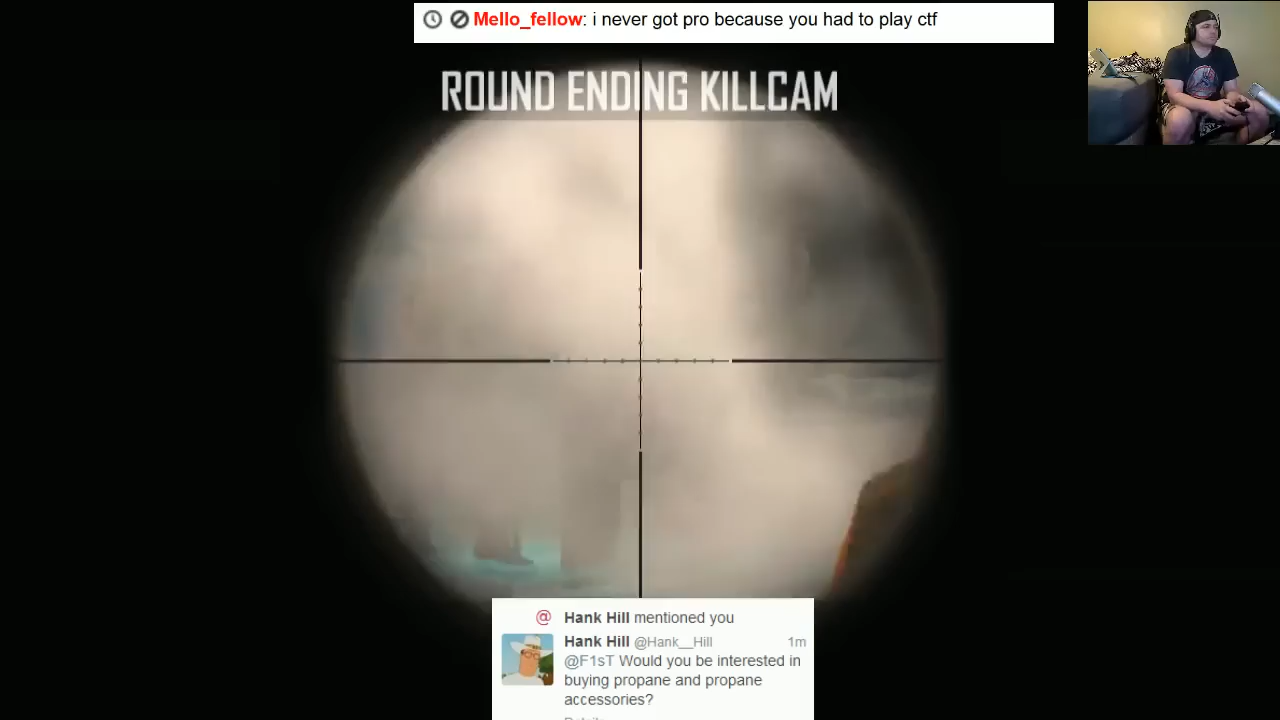 Mello_fellow: i never got pro because you had to play ctf
ROUND ENDING KILLCAM
@ Hank Hill mentioned you
Hank Hill @Hank__Hill 1m
@F1sT Would you be interested in
buying propane and propane
accessories?